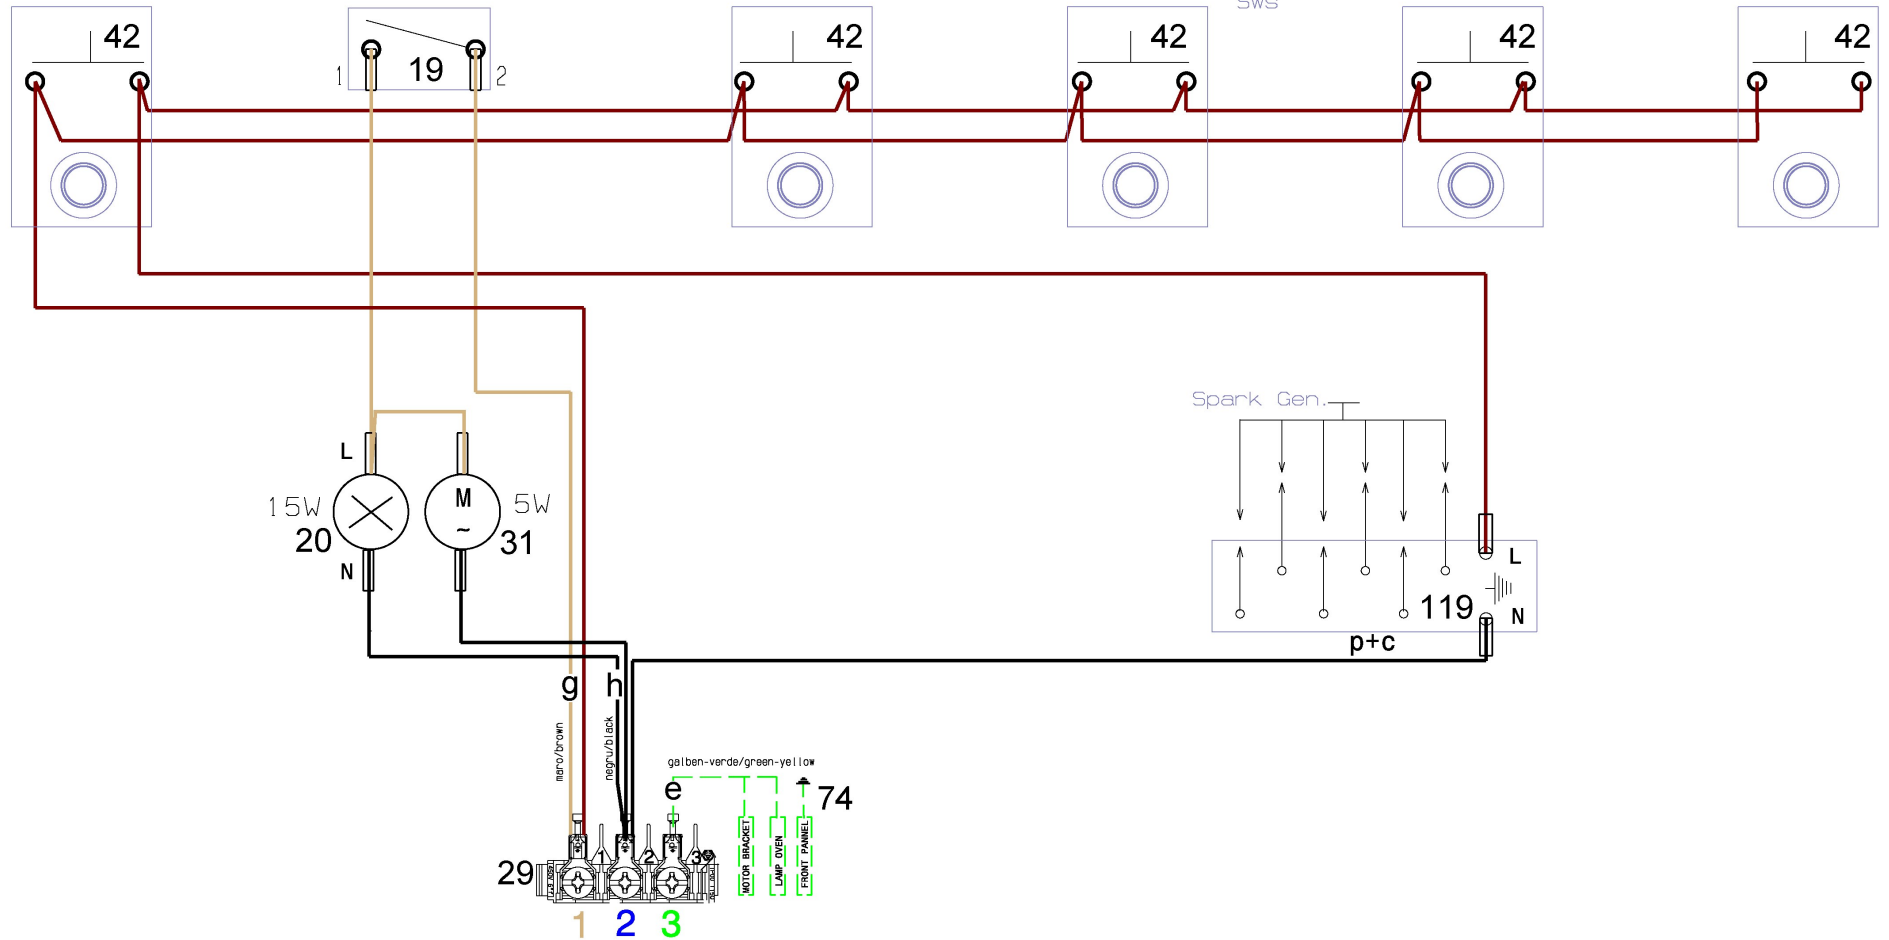 SWS
42
42
42
42
42
1
19
2
Spark Gen.
L
M
~
15W
5W
20
31
N
L
119
N
p+c
g
h
maro/brown
negru/black
galben-verde/green-yellow
e
74
MOTOR BRACKET
LAMP OVEN
FRONT PANNEL
1
2
3
29
1
2
3